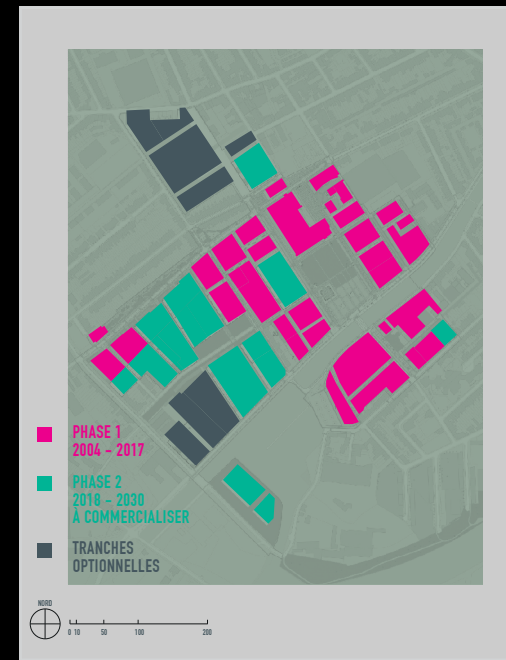 PHASE 1
2004 - 2017
PHASE 2
2018 - 2030
À COMMERCIALISER
TRANCHES
OPTIONNELLES
NORD
0 10 50 100 200